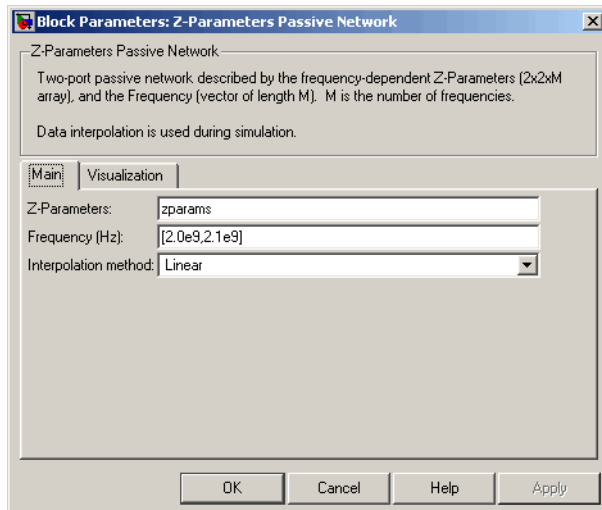 Block Parameters: Z-Parameters Passive Network
Z-Parameters Passive Network
Two-port passive network described by the frequency-dependent Z-Parameters (2x2xM
array), and the Frequency (vector of length M). M is the number of frequencies.
Data interpolation is used during simulation.
Main Visualization
Z-Parameters: zparams
Frequency (Hz): [2.0e9,2.1e9]
Interpolation method: Linear
OK Cancel Help Apply